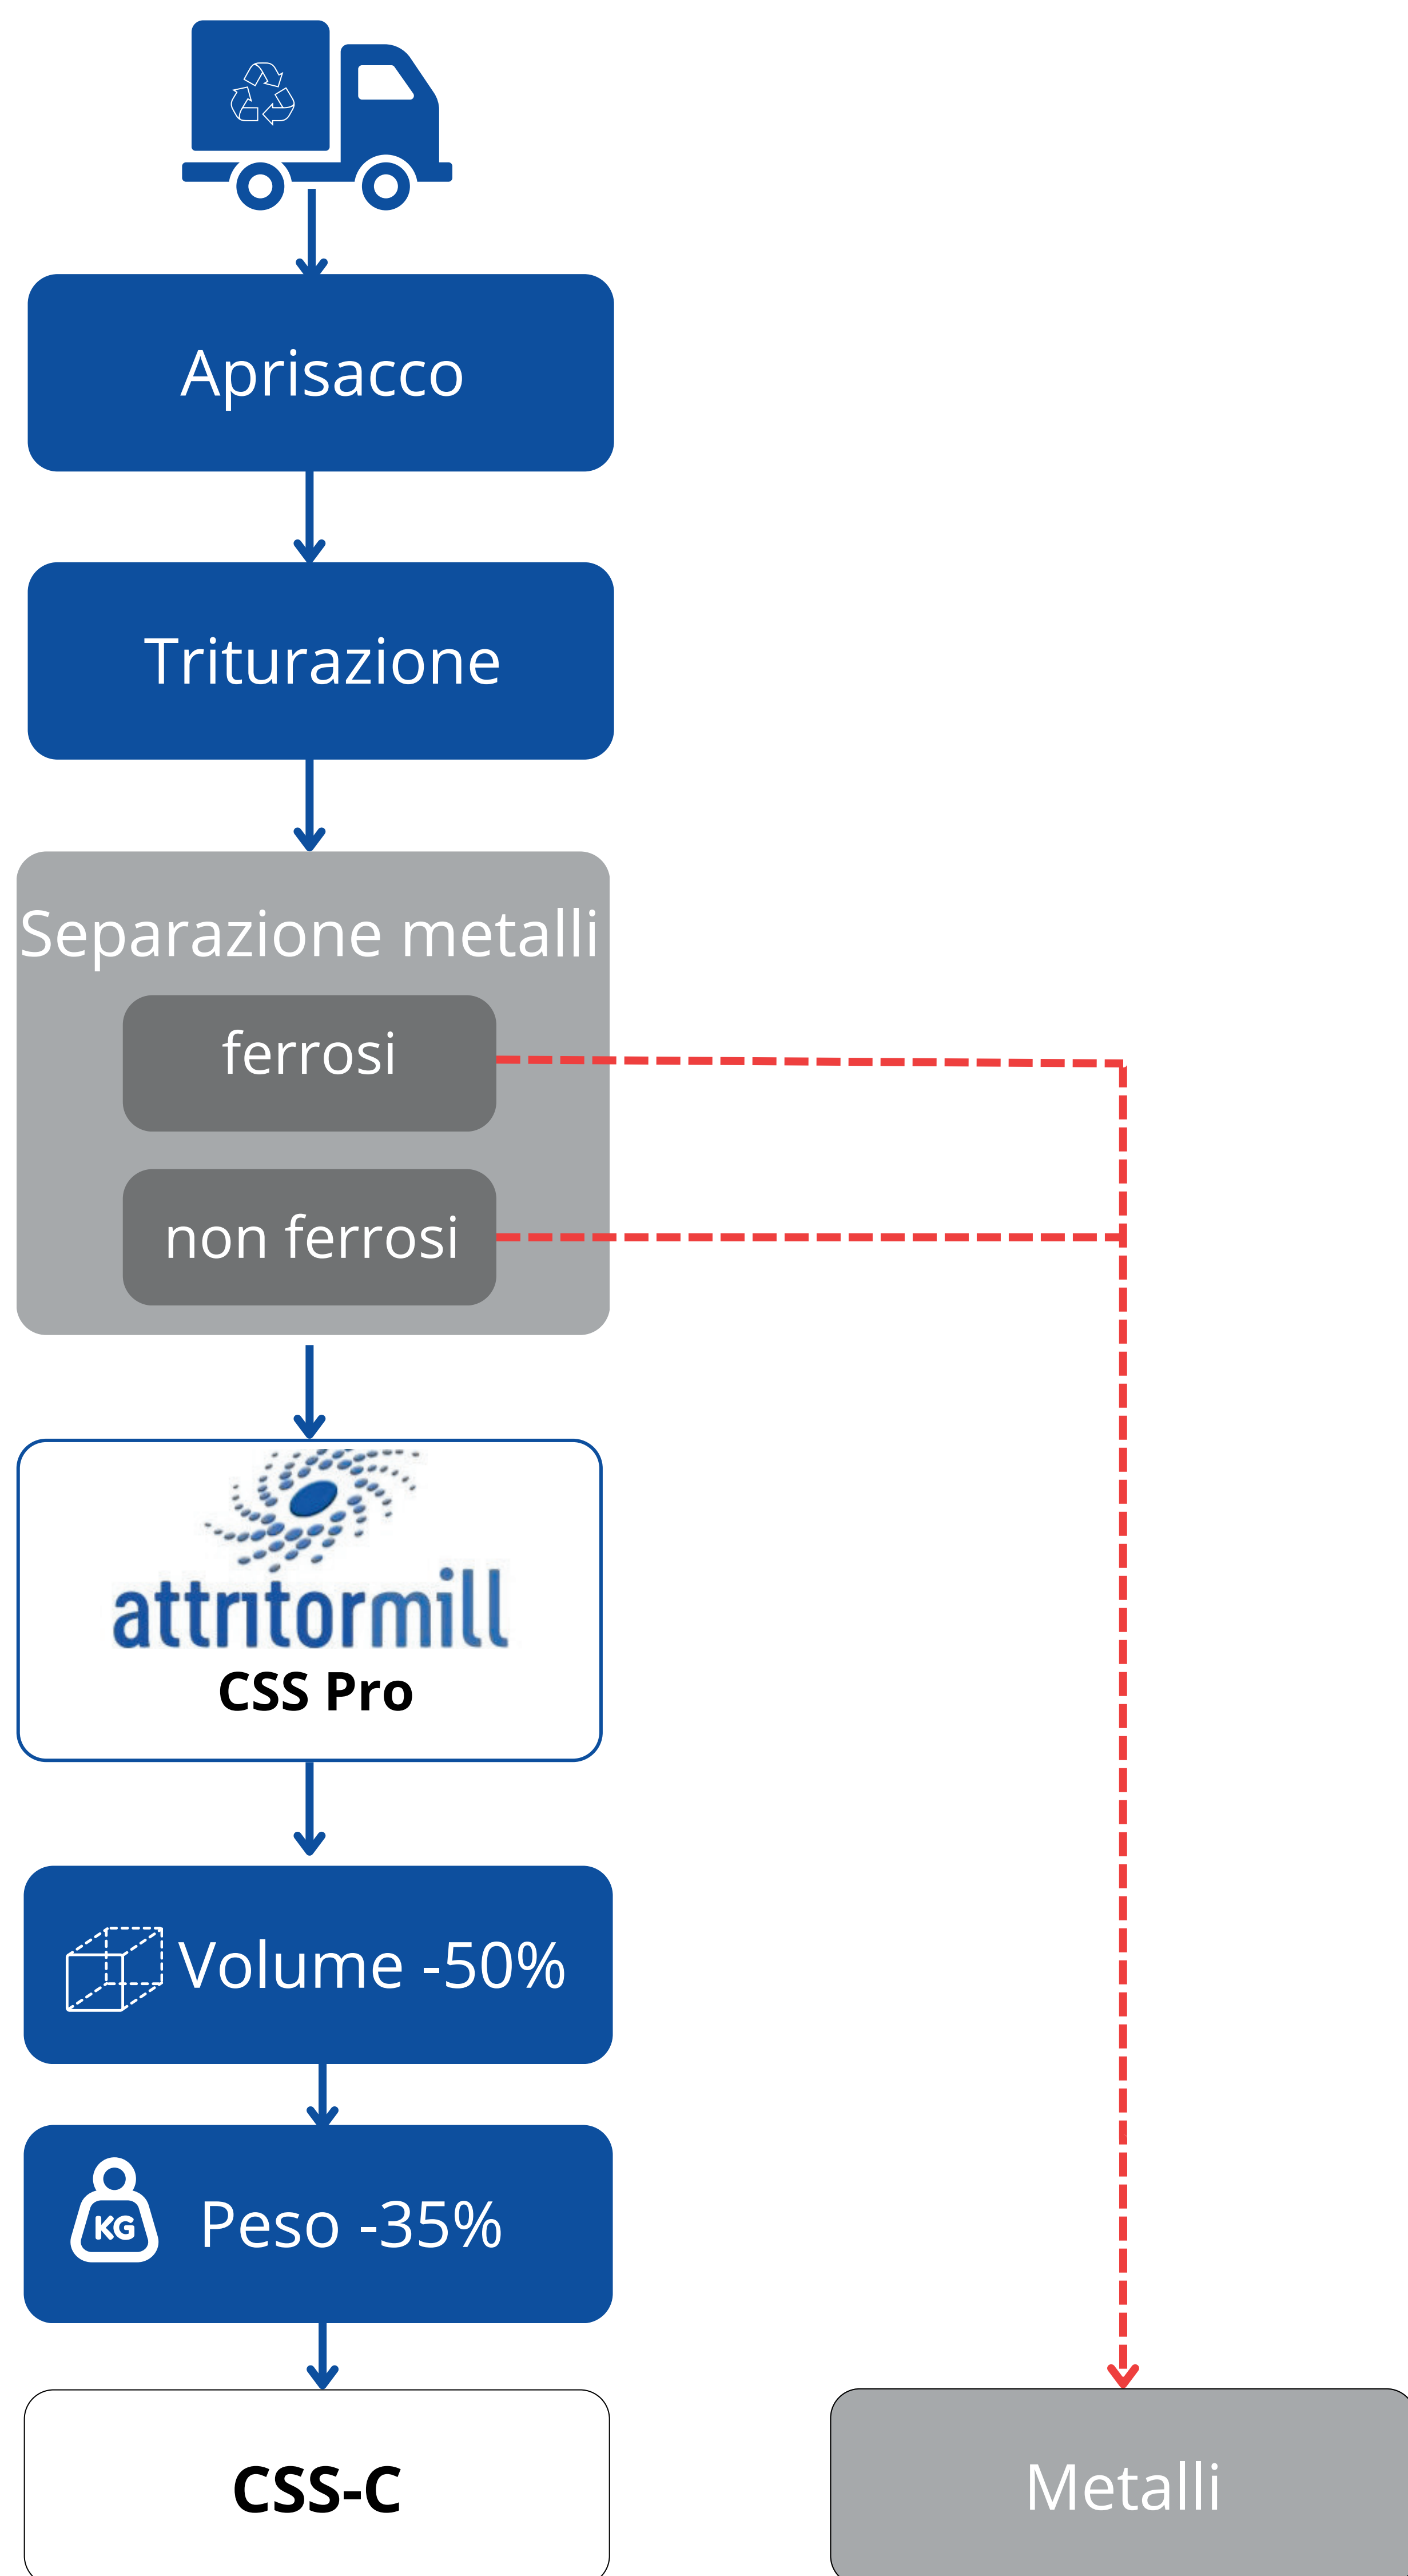 Aprisacco
Triturazione
Separazione metalli
ferrosi
non ferrosi
attritormill
CSS Pro
Volume -50%
KG
Peso -35%
CSS-C
Metalli